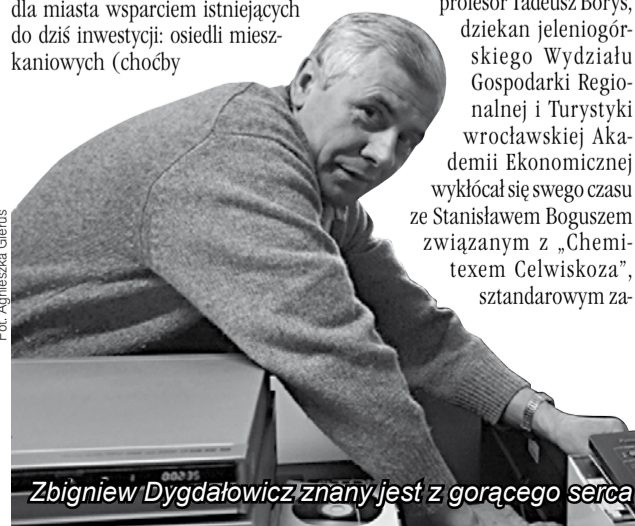 dla miasta wsparciem istniejących
do dziś inwestycji: osiedli miesz-
kaniowych (choćby
profesor Tadeusz Borys,
dziekan jeleniogór-
skiego Wydziału
Gospodarki Regio-
nalnej i Turystyki
wrocławskiej Aka-
demii Ekonomicznej
wykłócał się swego czasu
ze Stanisławem Boguszem
związanym z „Chemi-
texem Celwiskoza”,
sztandarowym za-
Fot. Agnieszka Gierus
Zbigniew Dygdałowicz znany jest z gorącego serca